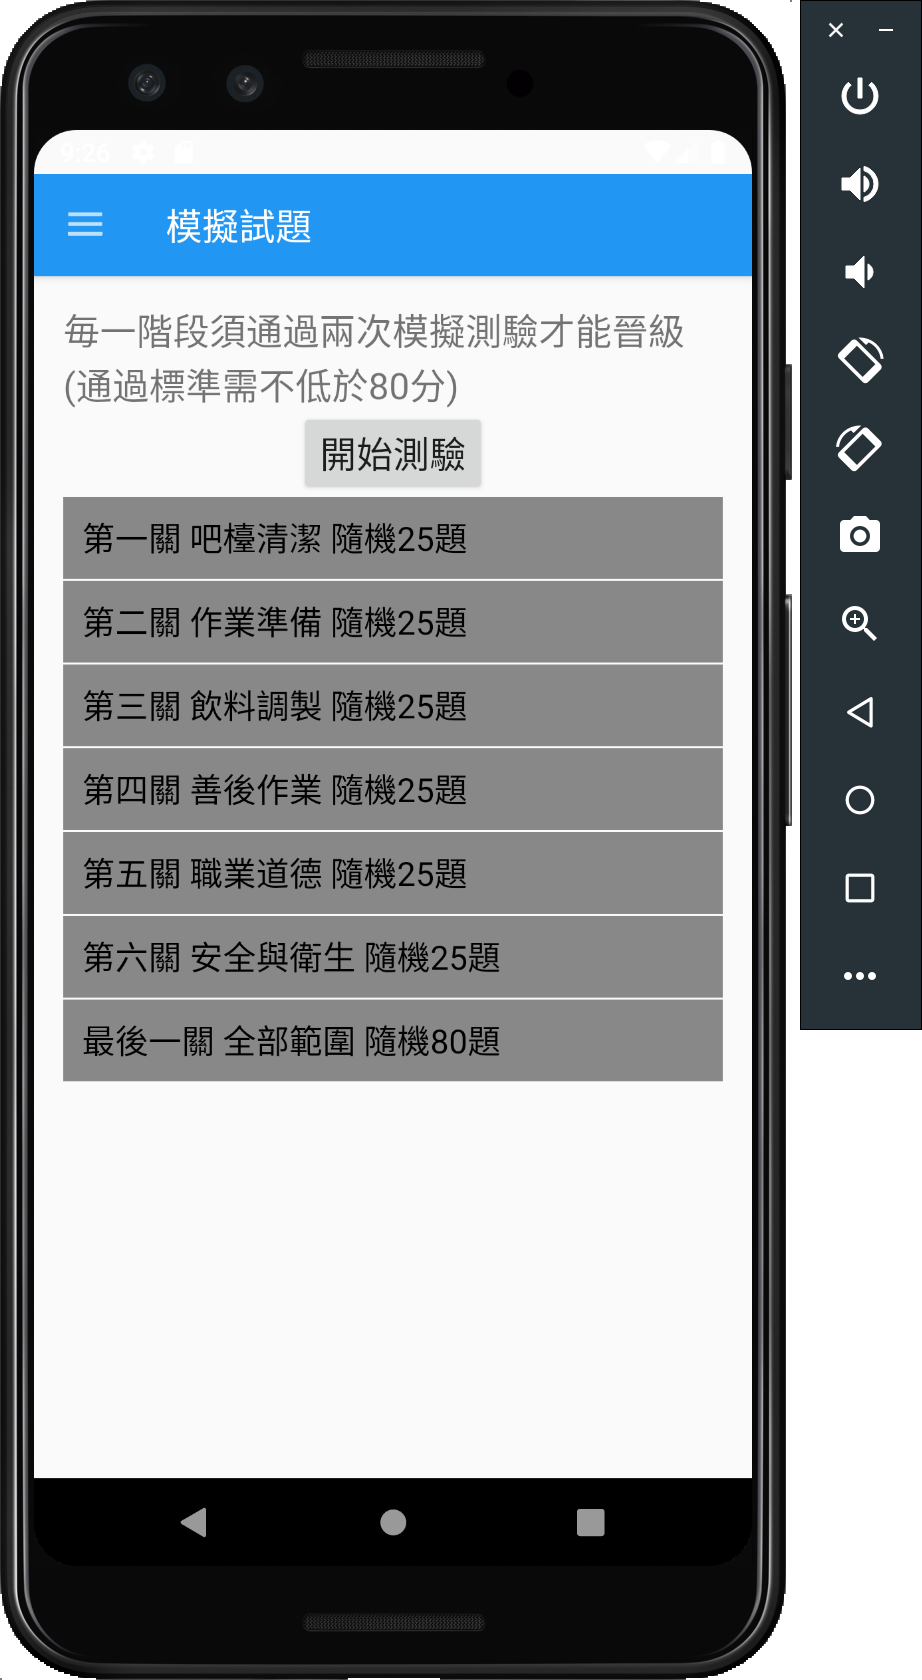 9:26
模擬試題
每一階段須通過兩次模擬測驗才能晉級
(通過標準需不低於80分)
開始測驗
第一關 吧檯清潔 隨機25題
第二關 作業準備 隨機25題
第三關 飲料調製 隨機25題
第四關 善後作業 隨機25題
第五關 職業道德 隨機25題
第六關 安全與衛生 隨機25題
最後一關 全部範圍 隨機80題